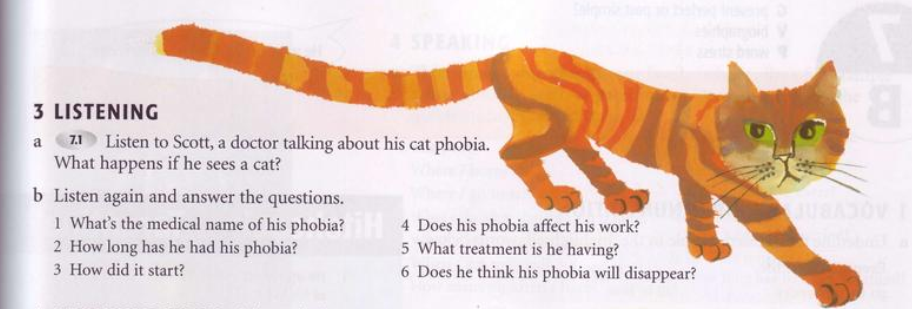 3 LISTENING
a 7.1 Listen to Scott, a doctor talking about his cat phobia.
What happens if he sees a cat?
b Listen again and answer the questions.
1 What's the medical name of his phobia?
2 How long has he had his phobia?
3 How did it start?
4 Does his phobia affect his work?
5 What treatment is he having?
6 Does he think his phobia will disappear?